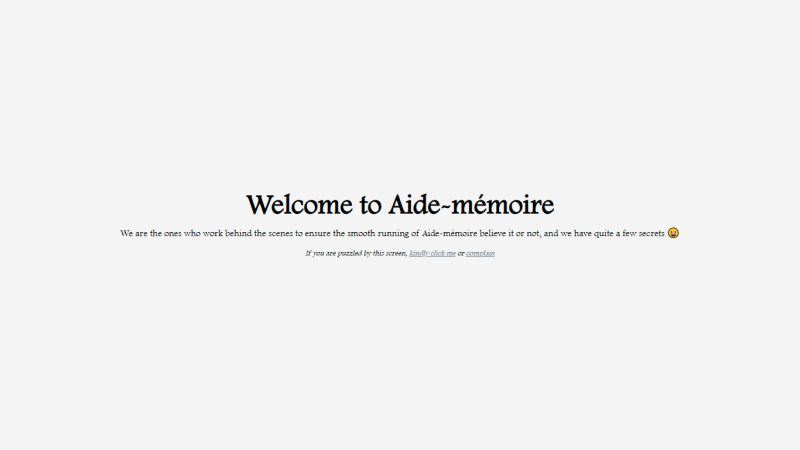 Welcome to Aide-mémoire
We are the ones who work behind the scenes to ensure the smooth running of Aide-mémoire believe it or not, and we have quite a few secrets 😀
If you are puzzled by this screen, kindly click me or complain